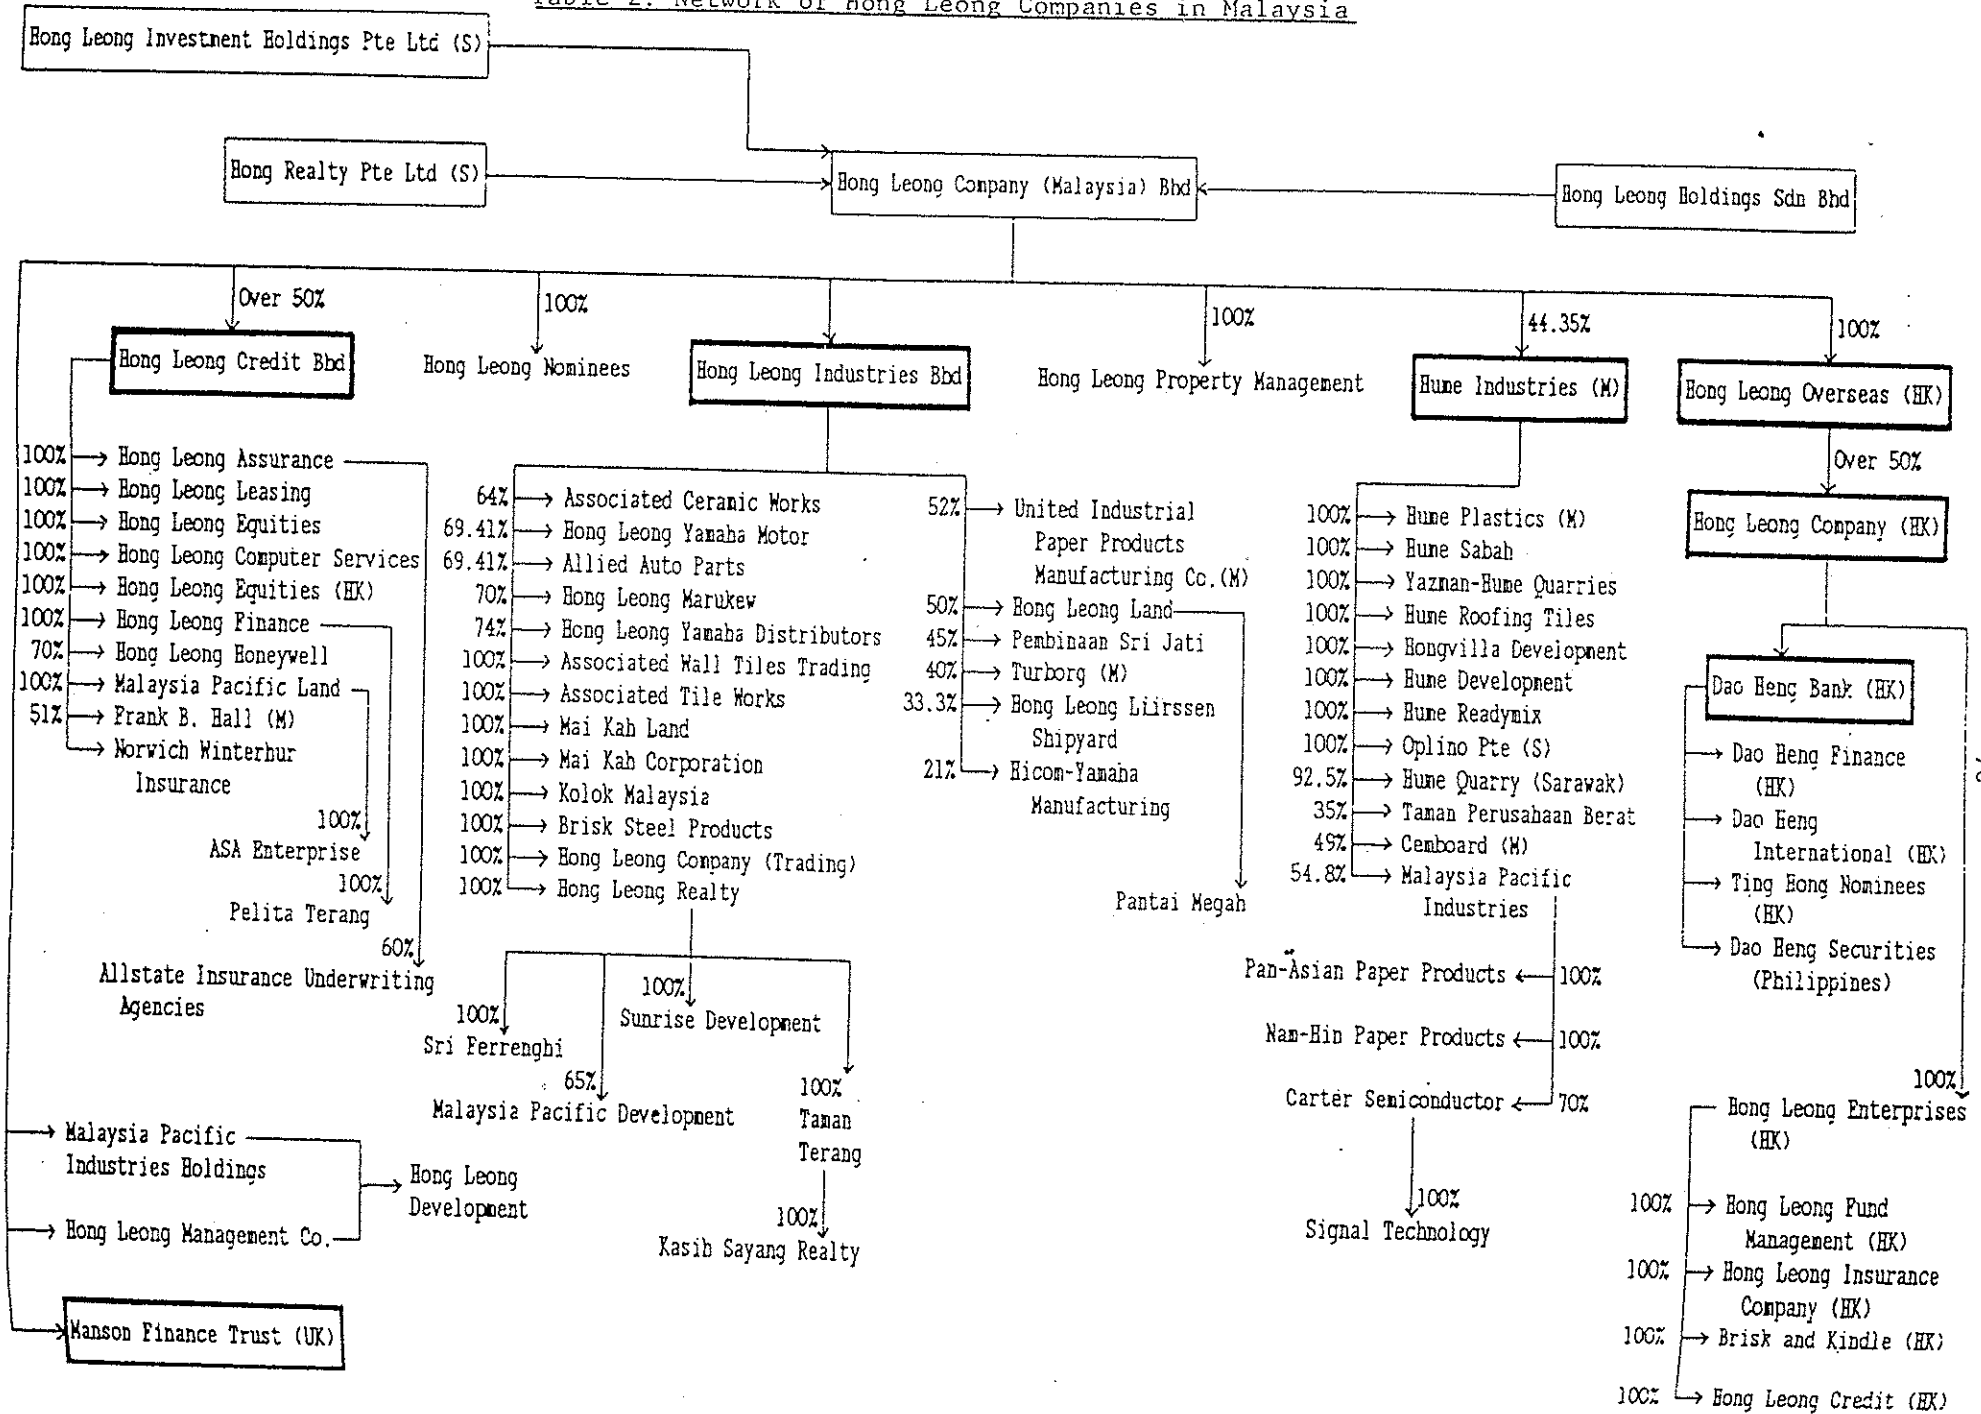 Table 2: Network of Hong Leong Companies in Malaysia
Hong Leong Investment Holdings Pte Ltd (S)
Hong Realty Pte Ltd (S)
Hong Leong Company (Malaysia) Bhd
Hong Leong Holdings Sdn Bhd
Over 50%
100%
100%
44.35%
100%
Hong Leong Credit Bhd
Hong Leong Nominees
Hong Leong Industries Bhd
Hong Leong Property Management
Hume Industries (M)
Hong Leong Overseas (HK)
100% Hong Leong Assurance
100% Hong Leong Leasing
100% Hong Leong Equities
100% Hong Leong Computer Services
100% Hong Leong Equities (HK)
100% Hong Leong Finance
70% Hong Leong Honeywell
100% Malaysia Pacific Land
51% Frank B. Hall (M)
Norwich Winterhur
Insurance
100%
ASA Enterprise
100%
Pelita Terang
60%
Allstate Insurance Underwriting
Agencies
64% Associated Ceramic Works
69.41% Hong Leong Yamaha Motor
69.41% Allied Auto Parts
70% Hong Leong Marukew
74% Hong Leong Yamaha Distributors
100% Associated Wall Tiles Trading
100% Associated Tile Works
100% Mai Kah Land
100% Mai Kah Corporation
100% Kolok Malaysia
100% Brisk Steel Products
100% Hong Leong Company (Trading)
100% Hong Leong Realty
100%
Sri Ferrenghi
65%
Malaysia Pacific Development
100%
Sunrise Development
100%
Taman
Terang
100%
Kasih Sayang Realty
52% United Industrial
Paper Products
Manufacturing Co.(M)
50% Hong Leong Land
45% Pembinaan Sri Jati
40% Turborg (M)
33.3% Hong Leong Liirssen
Shipyard
21% Hicom-Yamaha
Manufacturing
Pantai Megah
100% Hume Plastics (M)
100% Hume Sabah
100% Yazman-Hume Quarries
100% Hume Roofing Tiles
100% Hongvilla Development
100% Hume Development
100% Hume Readymix
100% Oplino Pte (S)
92.5% Hume Quarry (Sarawak)
35% Taman Perusahaan Berat
49% Cemboard (M)
54.8% Malaysia Pacific
Industries
Pan-Asian Paper Products 100%
Nam-Hin Paper Products 100%
Carter Semiconductor 70%
100%
Signal Technology
Over 50%
Hong Leong Company (HK)
Dao Heng Bank (HK)
Dao Heng Finance
(HK)
Dao Heng
International (HK)
Ting Hong Nominees
(HK)
Dao Heng Securities
(Philippines)
100%
Hong Leong Enterprises
(HK)
100% Hong Leong Fund
Management (HK)
100% Hong Leong Insurance
Company (HK)
100% Brisk and Kindle (HK)
100% Hong Leong Credit (HK)
Malaysia Pacific
Industries Holdings
Hong Leong Management Co.
Hong Leong
Development
Manson Finance Trust (UK)